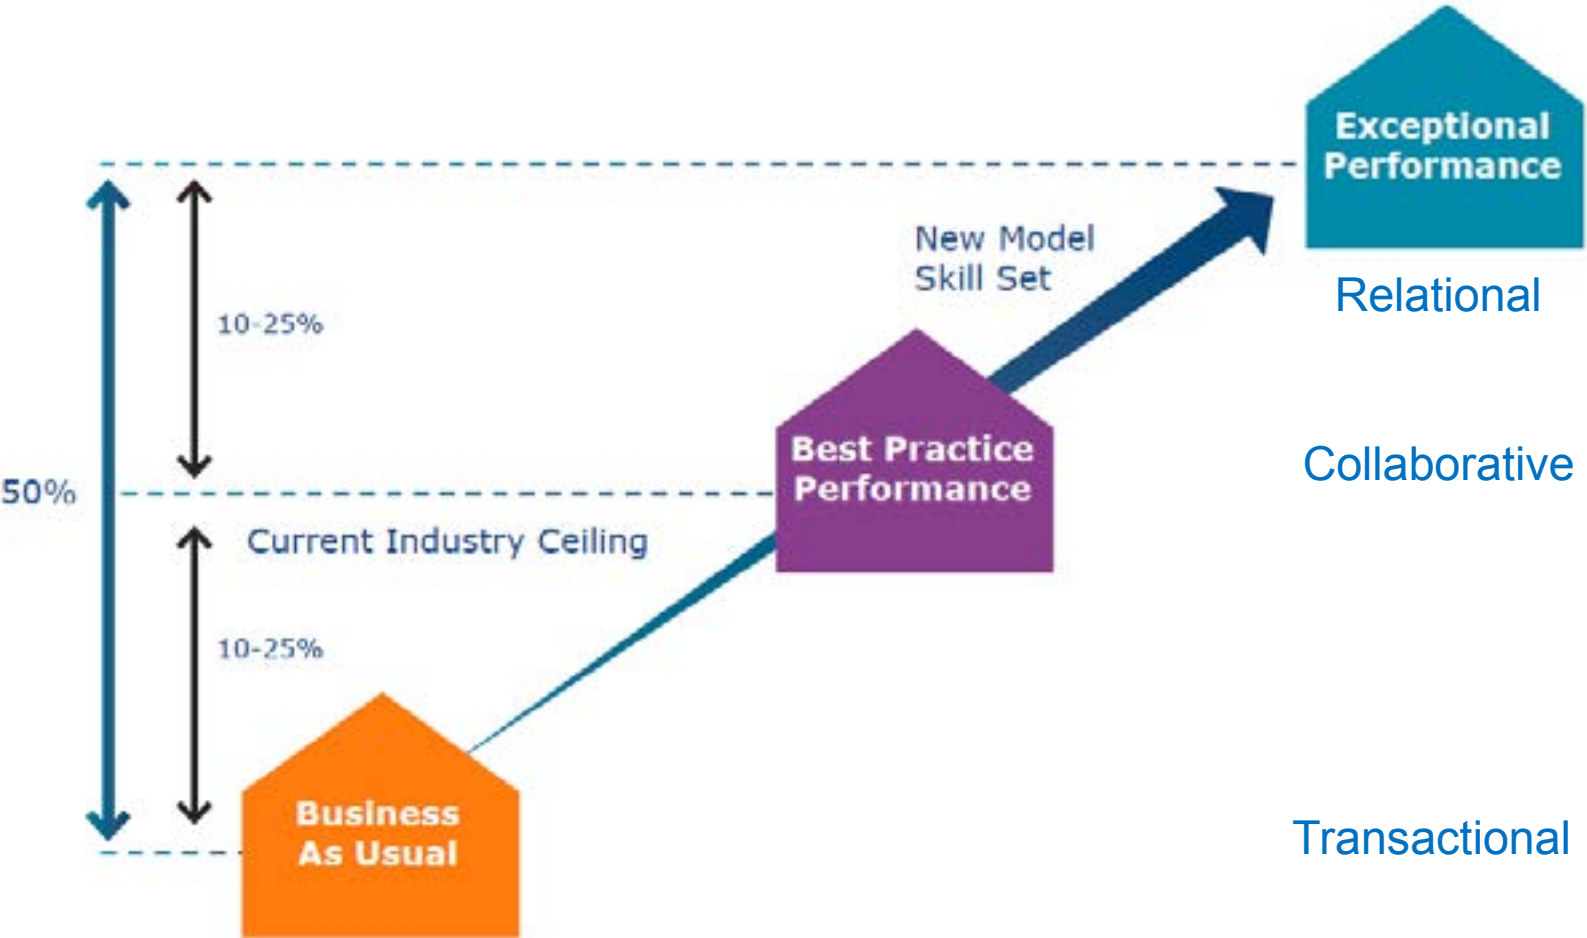 Exceptional
Performance
New Model
Skill Set
Relational
10-25%
Best Practice
Performance
Collaborative
50%
Current Industry Ceiling
10-25%
Business
As Usual
Transactional